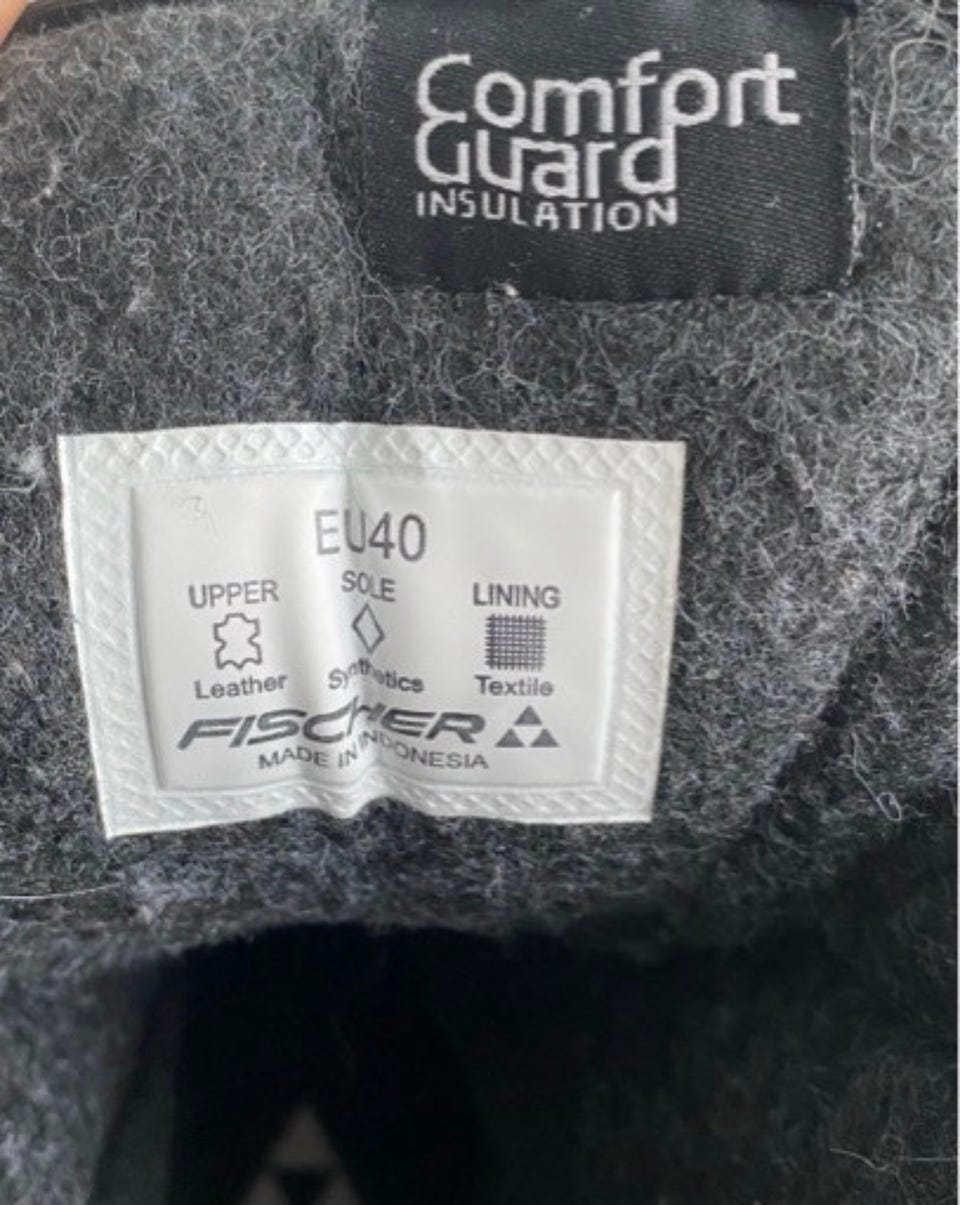 Comfort
Guard
INSULATION
EU40
UPPER SOLE LINING
Leather Synthetics Textile
FISCHER
MADE IN INDONESIA